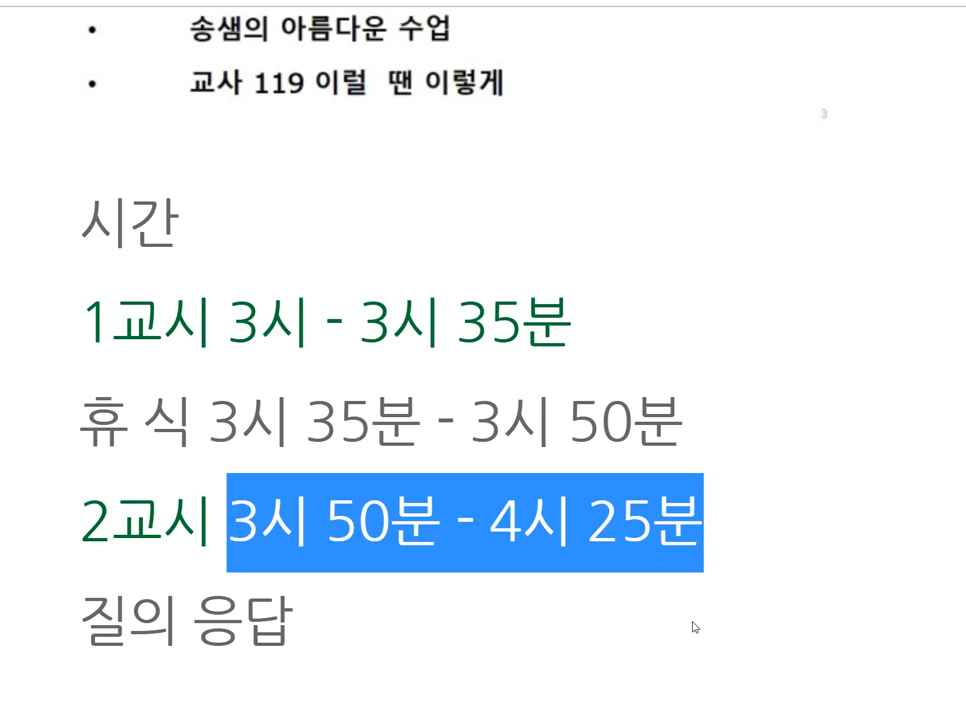 • 송샘의 아름다운 수업
• 교사 119 이럴 땐 이렇게
3
시간
1교시 3시 - 3시 35분
휴 식 3시 35분 - 3시 50분
2교시 3시 50분 - 4시 25분
질의 응답